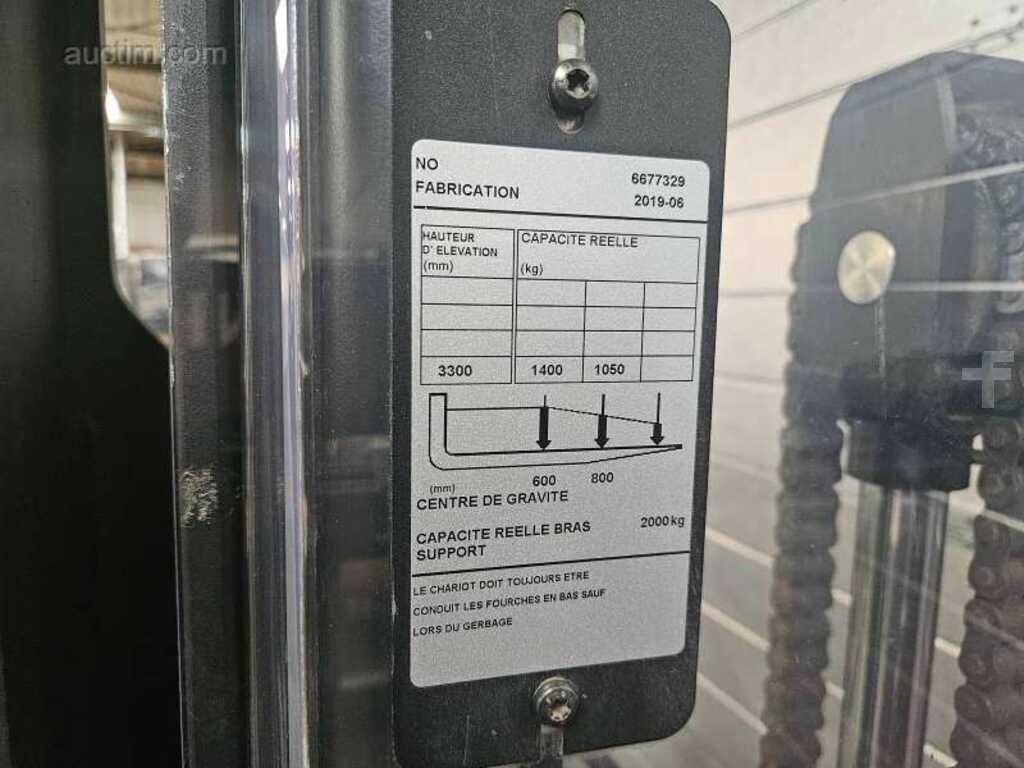 auctim.com
NO 6677329
FABRICATION 2019-06
HAUTEUR
D' ELEVATION
(mm)
CAPACITE REELLE
(kg)
3300 1400 1050
600 800
(mm)
CENTRE DE GRAVITE
CAPACITE REELLE BRAS
SUPPORT
2000kg
LE CHARIOT DOIT TOUJOURS ETRE
CONDUIT LES FOURCHES EN BAS SAUF
LORS DU GERBAGE